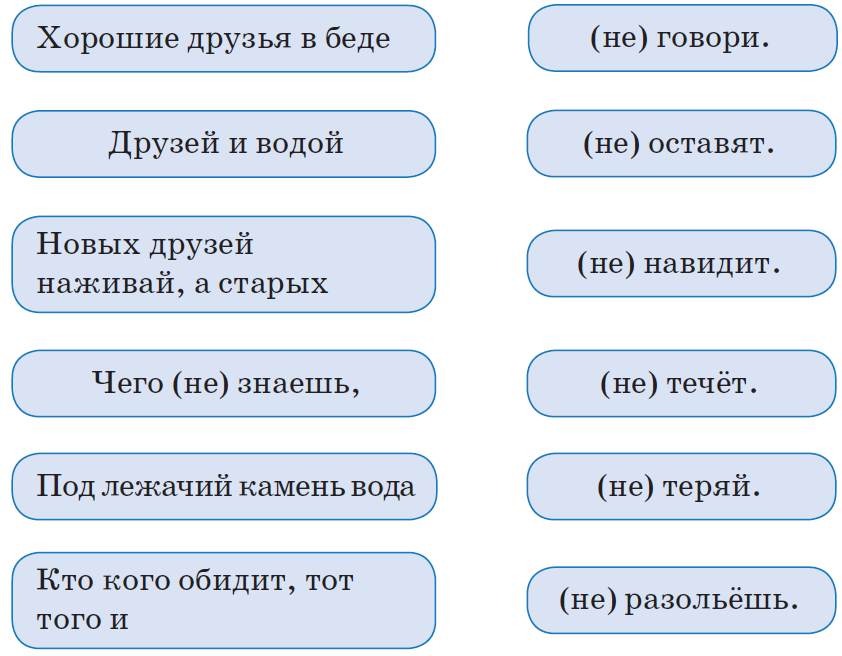 Хорошие друзья в беде
(не) говори.
Друзей и водой
(не) оставят.
Новых друзей
наживай, а старых
(не) навидит.
Чего (не) знаешь,
(не) течёт.
Под лежачий камень вода
(не) теряй.
Кто кого обидит, тот
того и
(не) разольёшь.